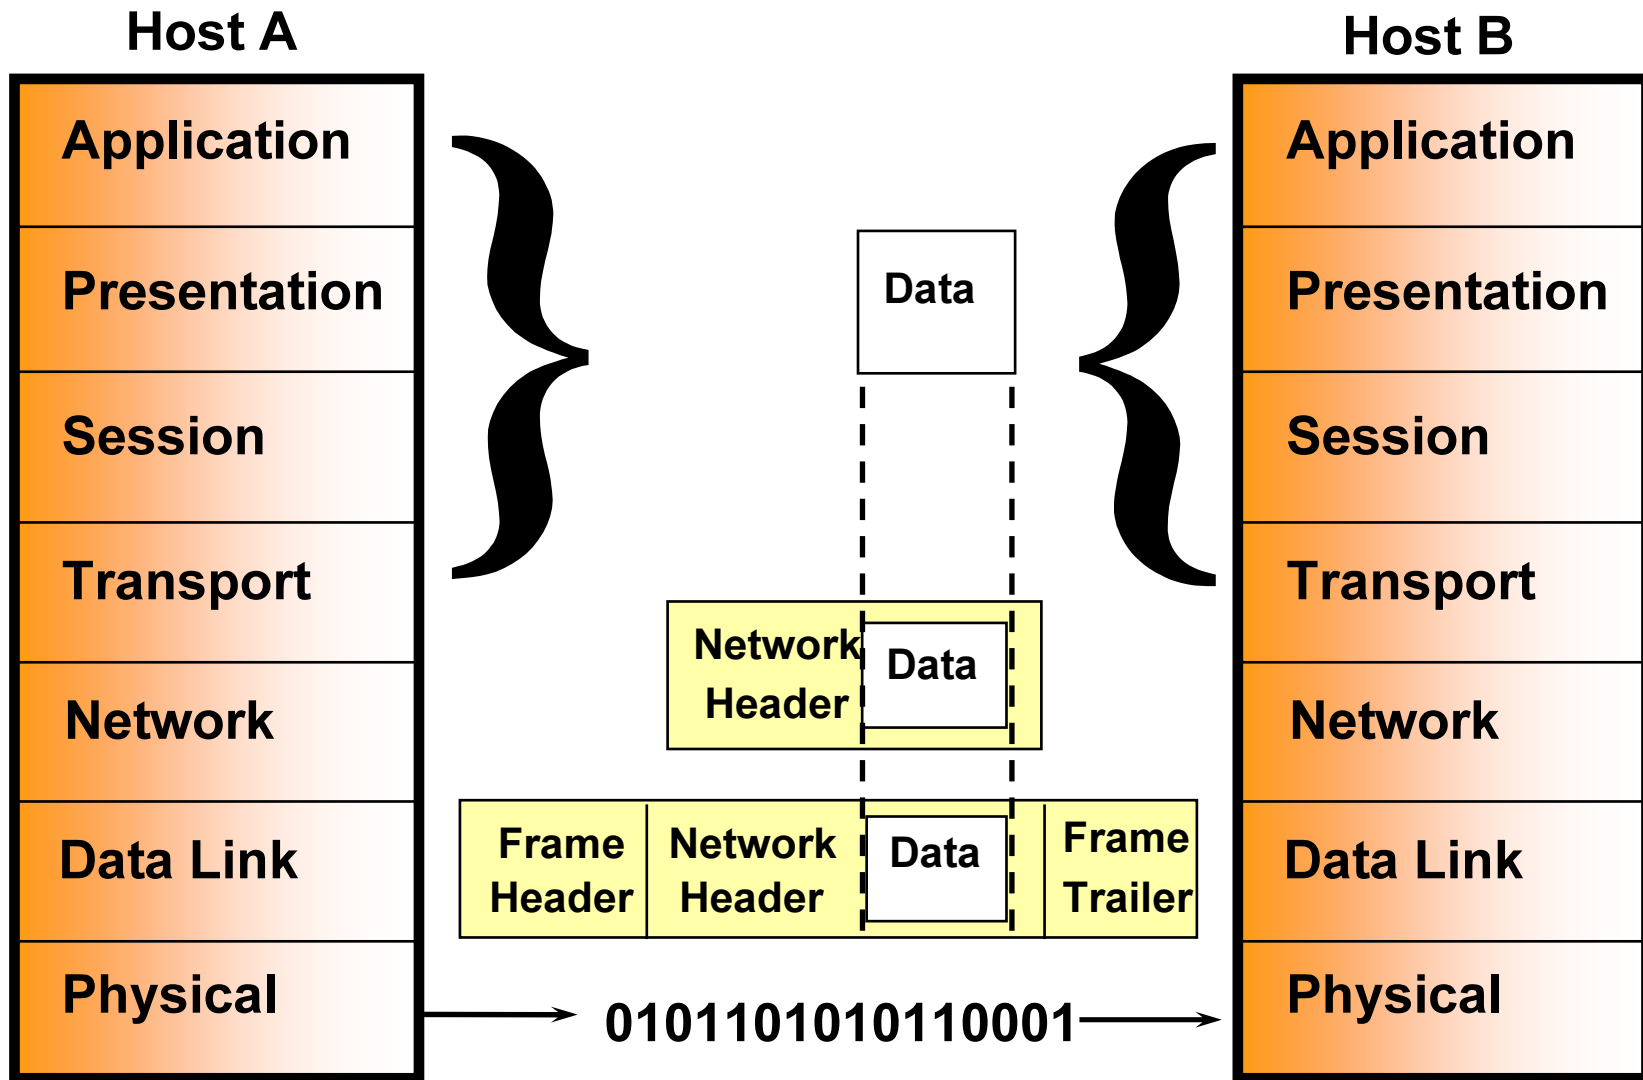 Host A
Application
Presentation
Session
Transport
Network
Data Link
Physical
Data
Network
Header
Data
Frame
Header
Network
Header
Data
Frame
Trailer
0101101010110001
Host B
Application
Presentation
Session
Transport
Network
Data Link
Physical